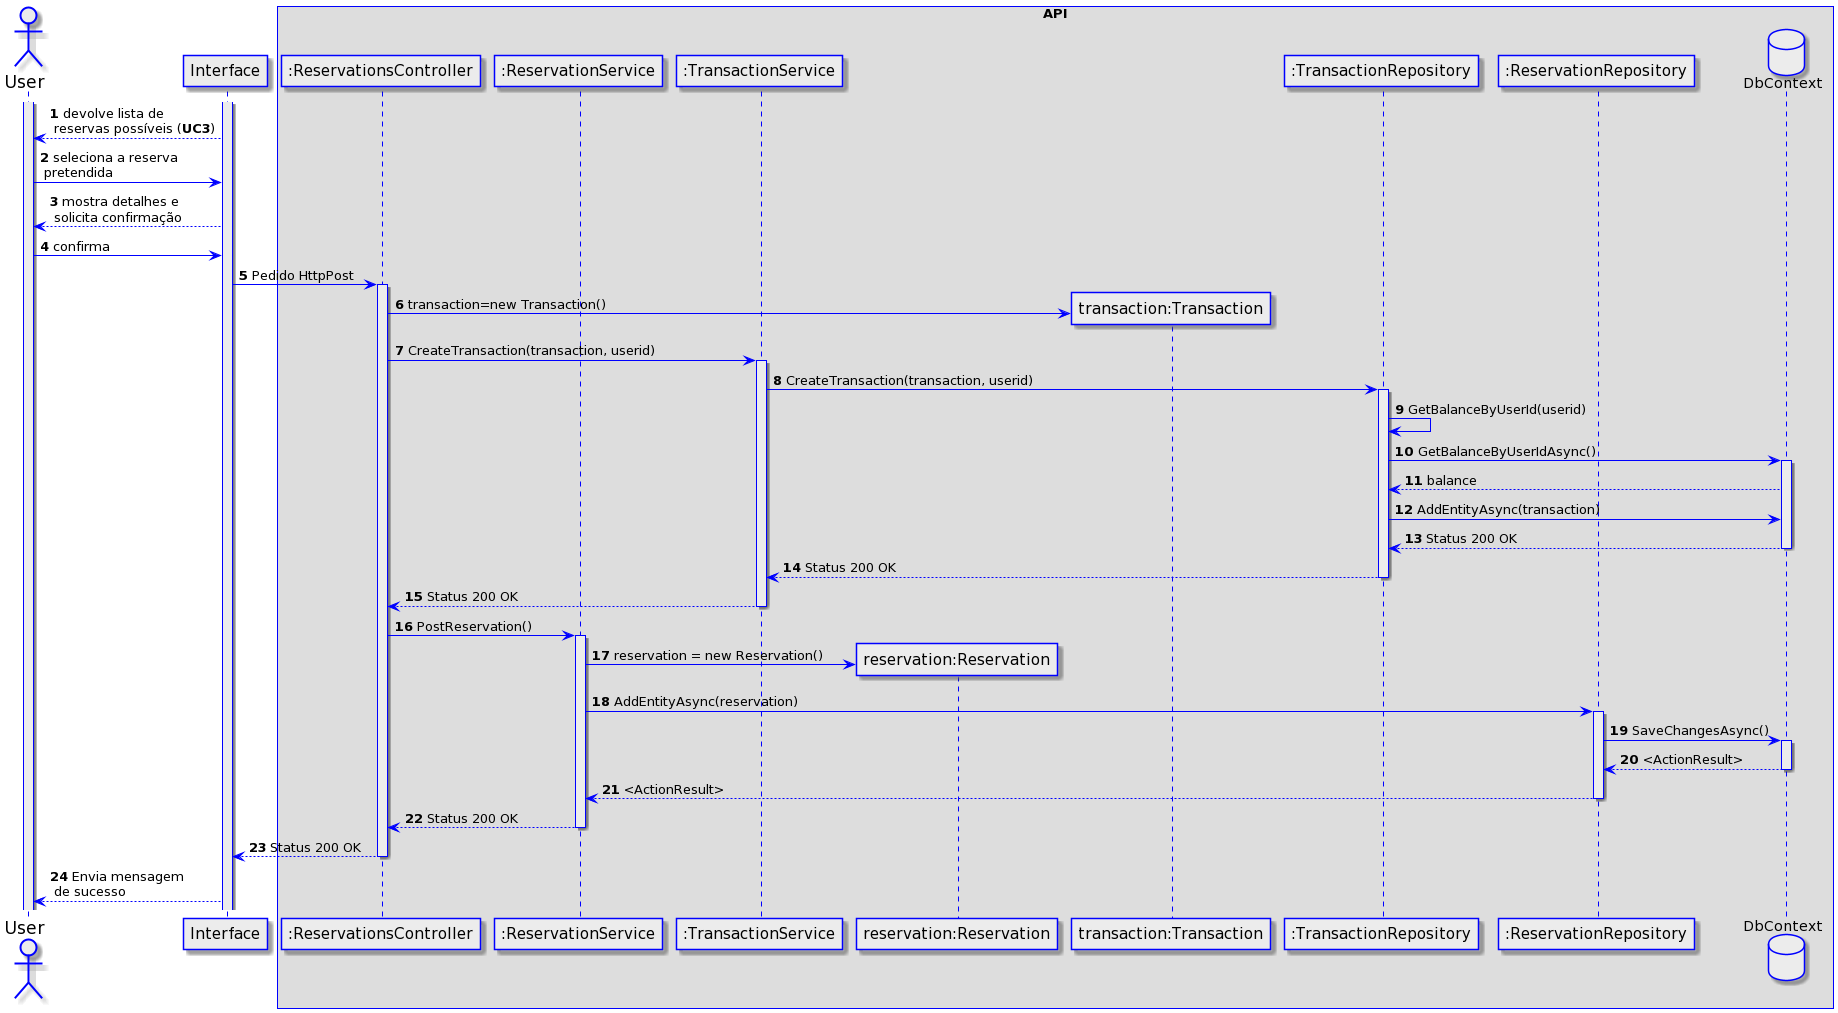 API
User
Interface
:ReservationsController
:ReservationService
:TransactionService
:TransactionRepository
:ReservationRepository
DbContext
1 devolve lista de
reservas possíveis (UC3)
2 seleciona a reserva
pretendida
3 mostra detalhes e
solicita confirmação
4 confirma
5 Pedido HttpPost
6 transaction=new Transaction()
transaction:Transaction
7 CreateTransaction(transaction, userid)
8 CreateTransaction(transaction, userid)
9 GetBalanceByUserId(userid)
10 GetBalanceByUserIdAsync()
11 balance
12 AddEntityAsync(transaction)
13 Status 200 OK
14 Status 200 OK
15 Status 200 OK
16 PostReservation()
17 reservation = new Reservation()
reservation:Reservation
18 AddEntityAsync(reservation)
19 SaveChangesAsync()
20 <ActionResult>
21 <ActionResult>
22 Status 200 OK
23 Status 200 OK
24 Envia mensagem
de sucesso
User
Interface
:ReservationsController
:ReservationService
:TransactionService
reservation:Reservation
transaction:Transaction
:TransactionRepository
:ReservationRepository
DbContext